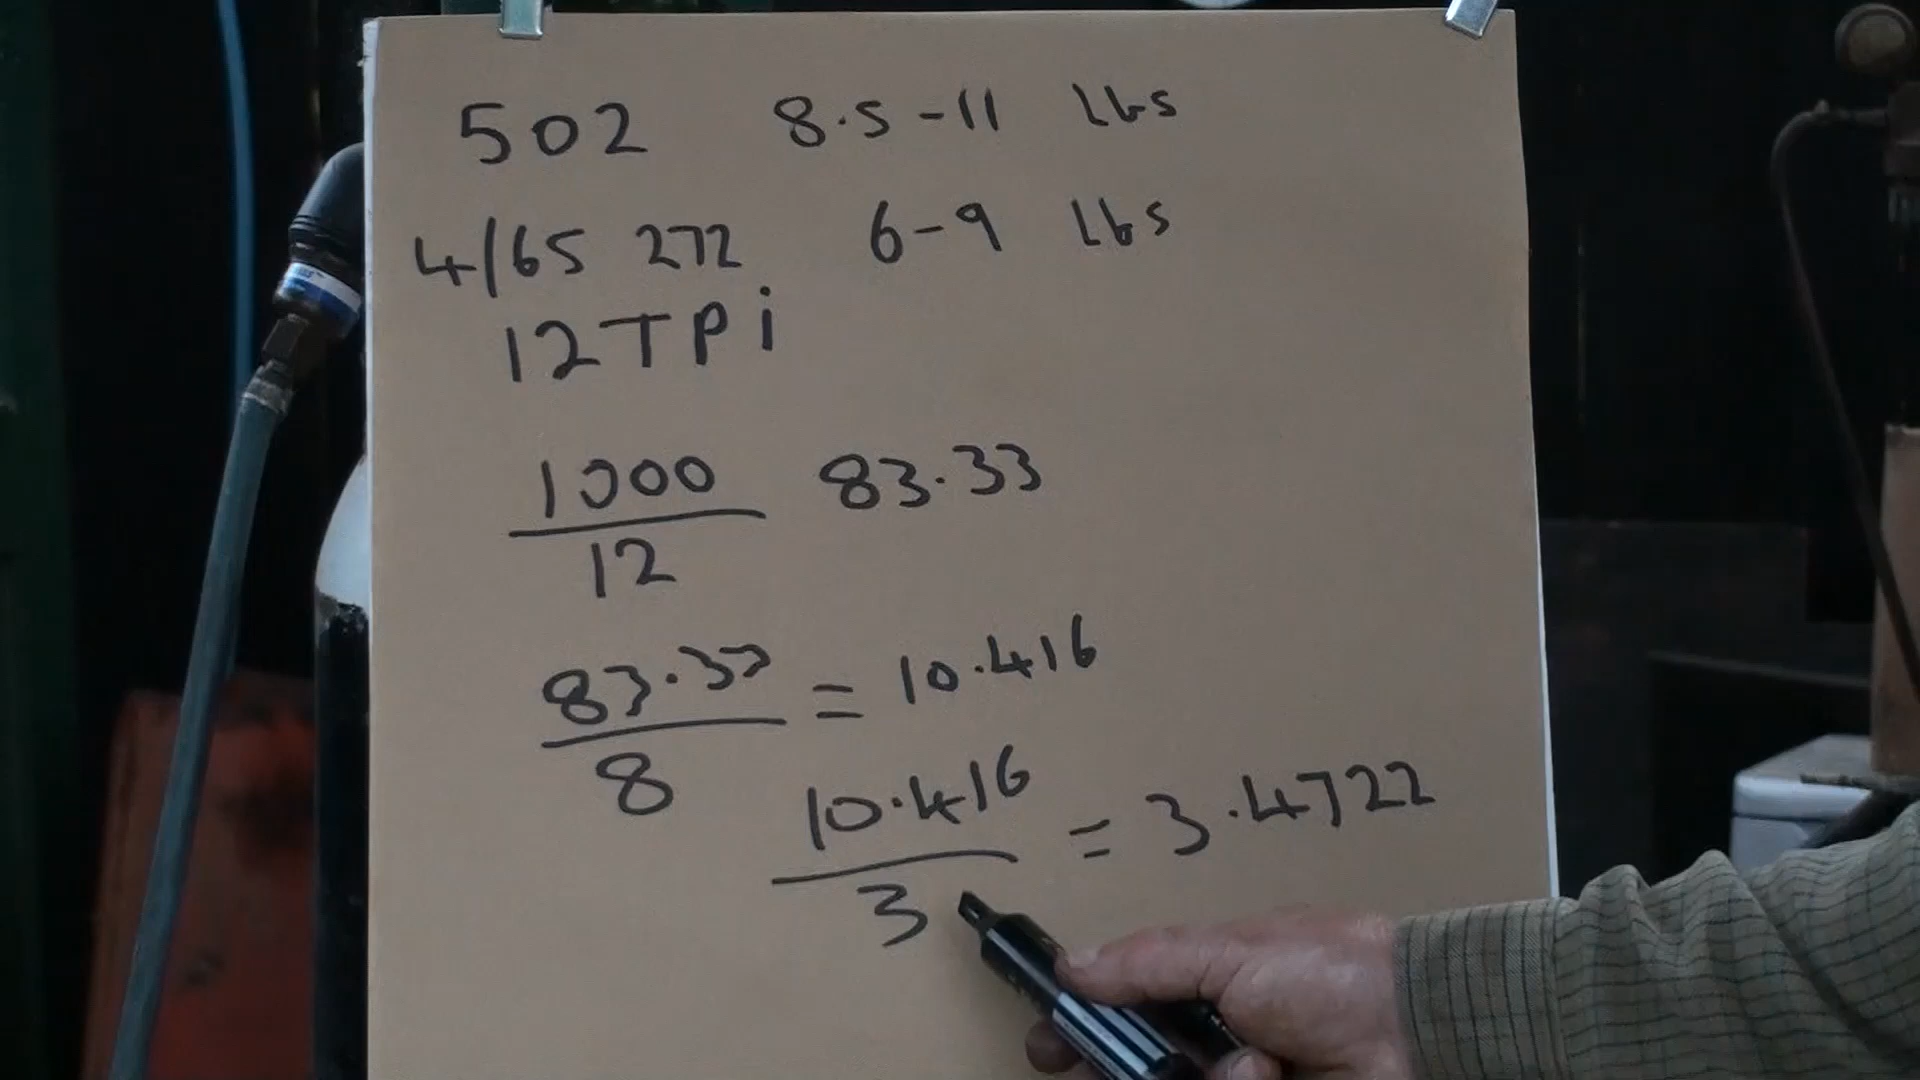 502 8.5-11 lbs
4/65 272 6-9 lbs
12TPi
1000 83.33
12
83.33 = 10.416
8
10.416 = 3.4722
3